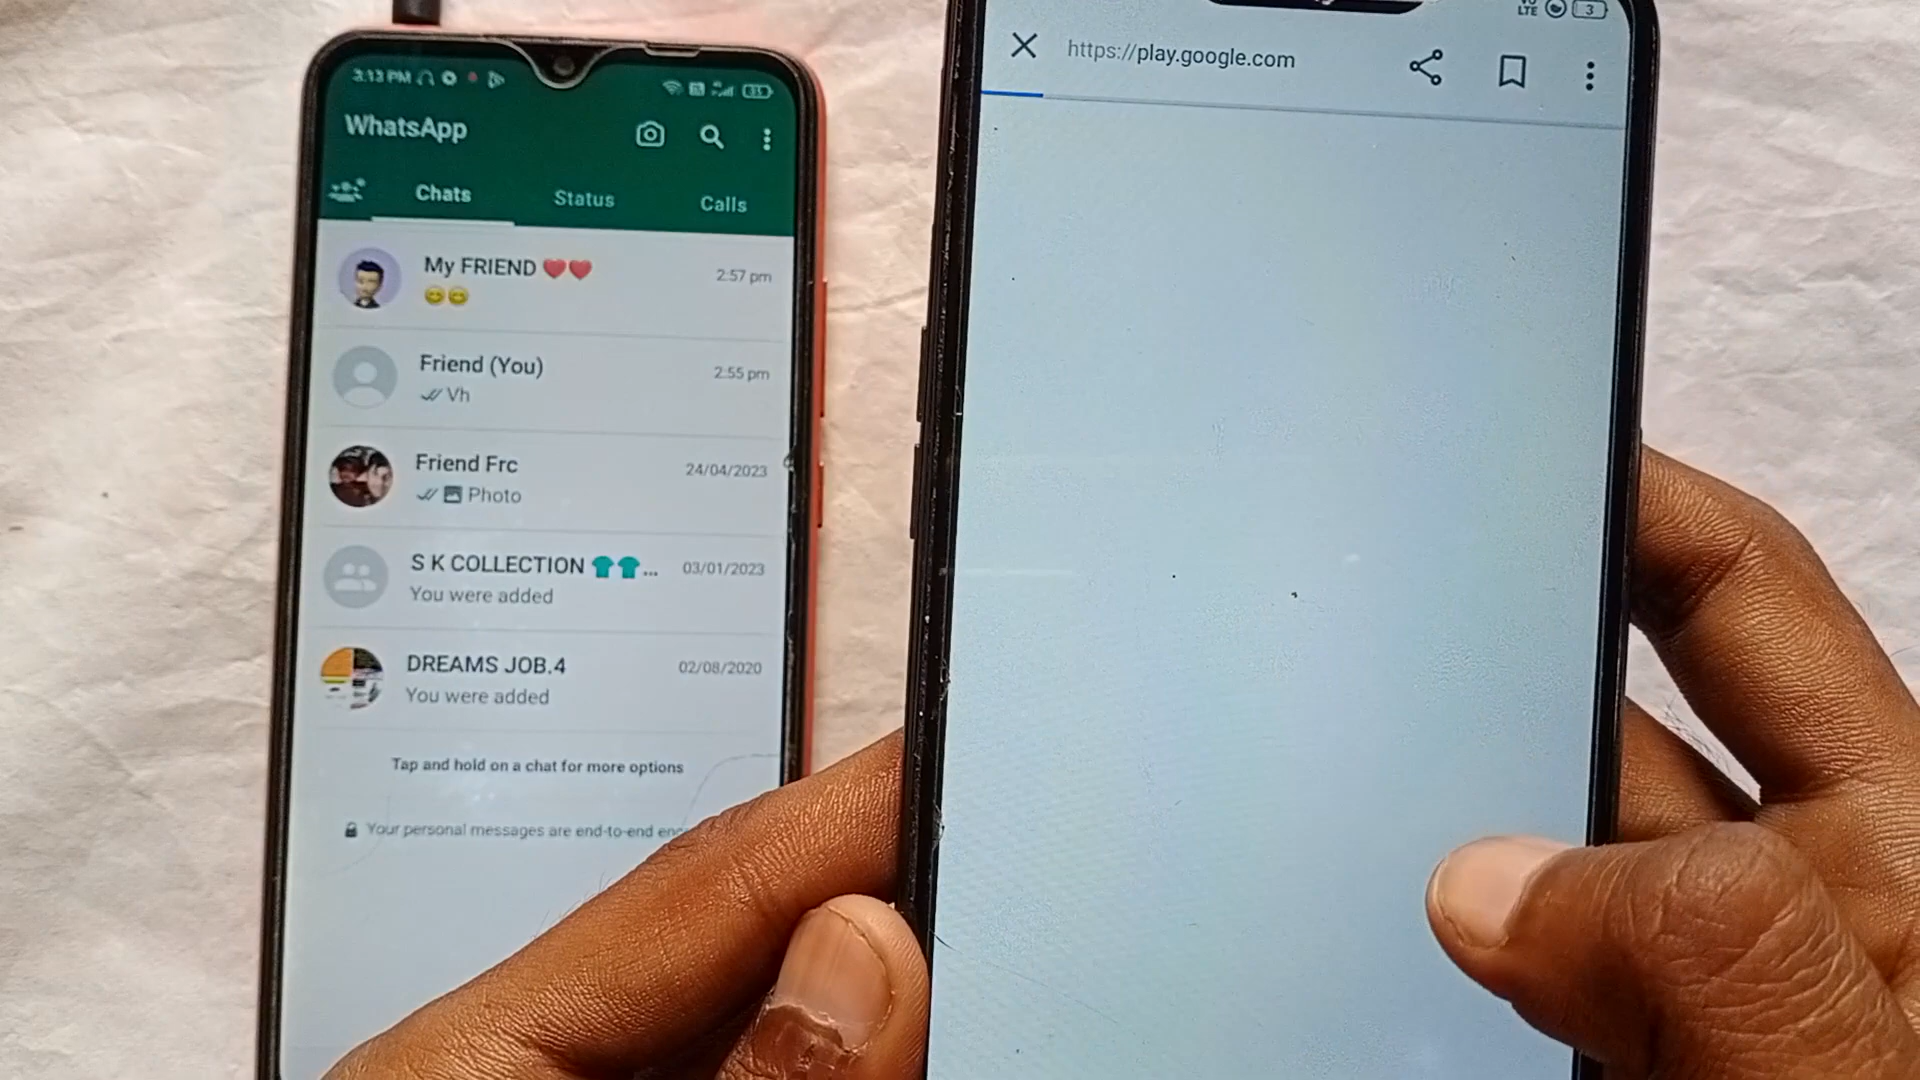 3:13 PM
35
WhatsApp
Chats
Status
Calls
My FRIEND ❤️❤️
2:57 pm
😊😊
Friend (You)
2:55 pm
Vh
Friend Frc
24/04/2023
Photo
S K COLLECTION 👕👕...
03/01/2023
You were added
DREAMS JOB.4
02/08/2020
You were added
Tap and hold on a chat for more options
Your personal messages are end-to-end
LTE
3
https://play.google.com